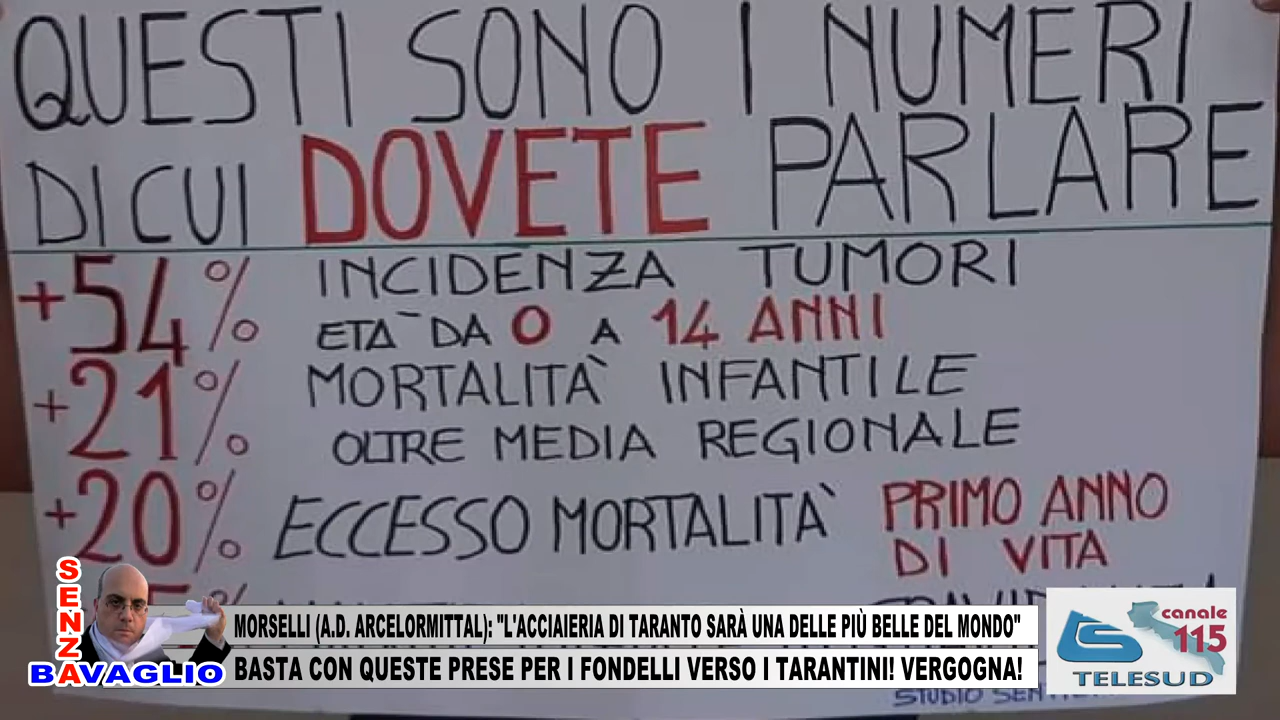 QUESTI SONO I NUMERI
DI CUI DOVETE PARLARE
+54% INCIDENZA TUMORI
ETÀ DA 0 A 14 ANNI
+21% MORTALITÀ INFANTILE
OLTRE MEDIA REGIONALE
+20% ECCESSO MORTALITÀ PRIMO ANNO
DI VITA
SENZA
BAVAGLIO
MORSELLI (A.D. ARCELORMITTAL): "L'ACCIAIERIA DI TARANTO SARÀ UNA DELLE PIÙ BELLE DEL MONDO"
BASTA CON QUESTE PRESE PER I FONDELLI VERSO I TARANTINI! VERGOGNA!
canale
115
TELESUD
STUDIO